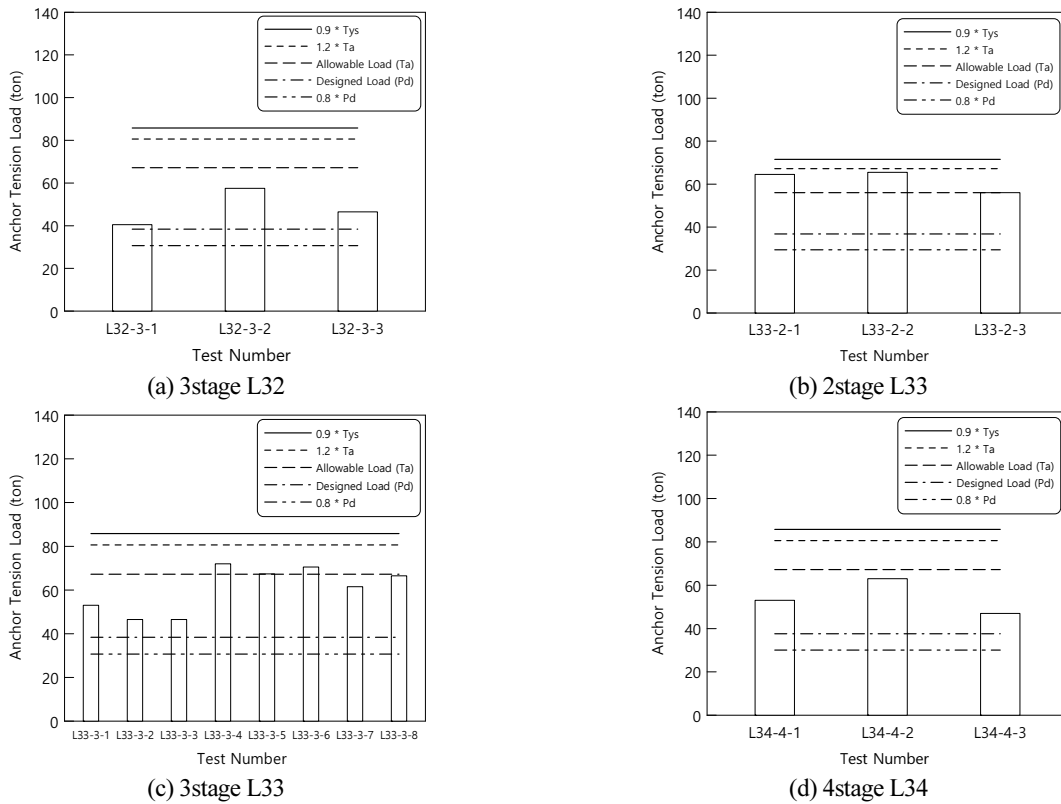 140
120
100
80
60
40
20
0
Anchor Tension Load (ton)
0.9 * Tys
1.2 * Ta
Allowable Load (Ta)
Designed Load (Pd)
0.8 * Pd
L32-3-1 L32-3-2 L32-3-3
Test Number
(a) 3stage L32
140
120
100
80
60
40
20
0
Anchor Tension Load (ton)
0.9 * Tys
1.2 * Ta
Allowable Load (Ta)
Designed Load (Pd)
0.8 * Pd
L33-2-1 L33-2-2 L33-2-3
Test Number
(b) 2stage L33
140
120
100
80
60
40
20
0
Anchor Tension Load (ton)
0.9 * Tys
1.2 * Ta
Allowable Load (Ta)
Designed Load (Pd)
0.8 * Pd
L33-3-1 L33-3-2 L33-3-3 L33-3-4 L33-3-5 L33-3-6 L33-3-7 L33-3-8
Test Number
(c) 3stage L33
140
120
100
80
60
40
20
0
Anchor Tension Load (ton)
0.9 * Tys
1.2 * Ta
Allowable Load (Ta)
Designed Load (Pd)
0.8 * Pd
L34-4-1 L34-4-2 L34-4-3
Test Number
(d) 4stage L34